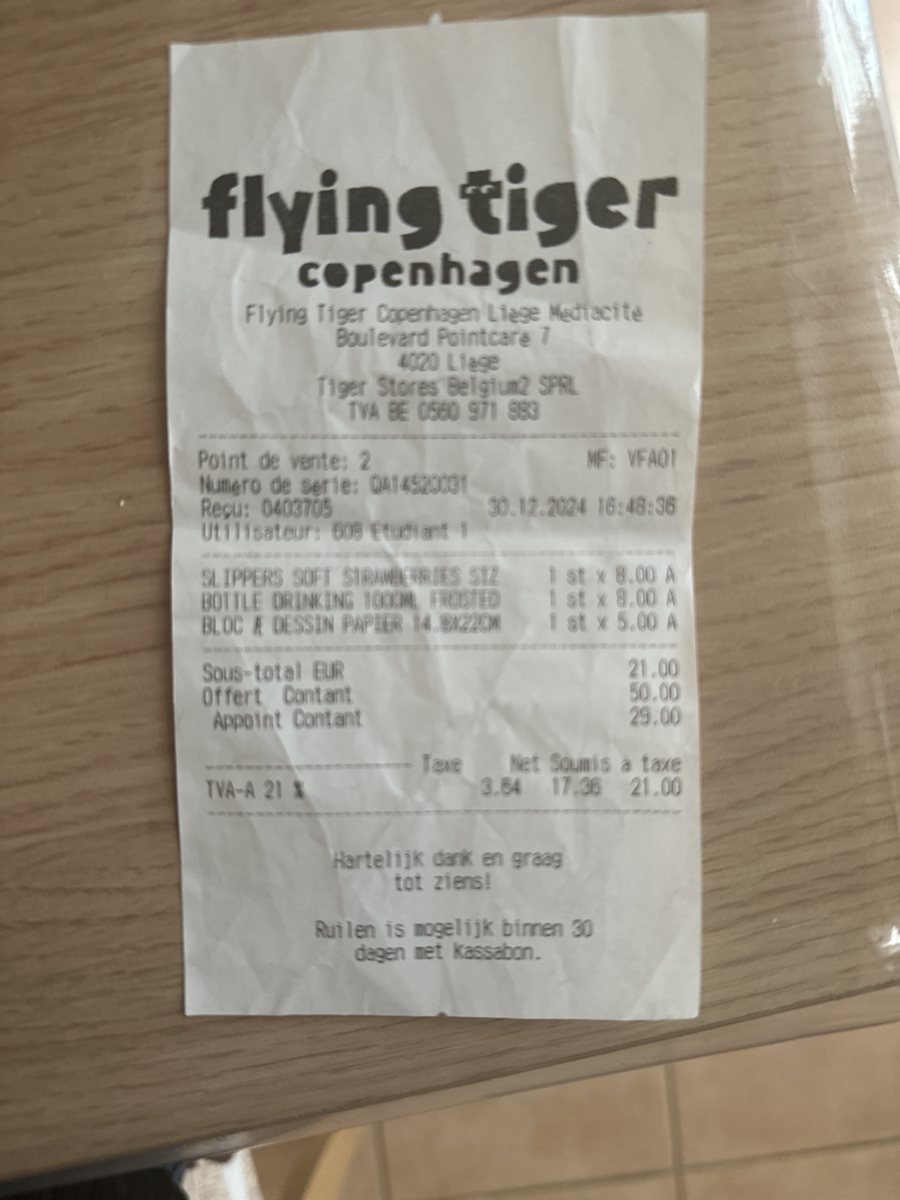 flying tiger
copenhagen
Flying Tiger Copenhagen Liege Mediacite
Boulevard Pointcare 7
4020 Liege
Tiger Stores Belgium2 SPRL
TVA BE 0560 971 883
Point de vente: 2 MF: VFA01
Numero de serie: QA14520031
Reçu: 0403705 30.12.2024 16:48:36
Utilisateur: 608 Etudiant 1
SLIPPERS SOFT STRAWBERRIES SIZ 1 st x 8.00 A
BOTTLE DRINKING 1000ML FROSTED 1 st x 8.00 A
BLOC DESSIN PAPIER 14.8X22CM 1 st x 5.00 A
Sous-total EUR 21.00
Offert Contant 50.00
Appoint Contant 29.00
Taxe Net Soumis a taxe
TVA-A 21 % 3.64 17.36 21.00
Hartelijk dank en graag
tot ziens!
Ruilen is mogelijk binnen 30
dagen met Kassabon.